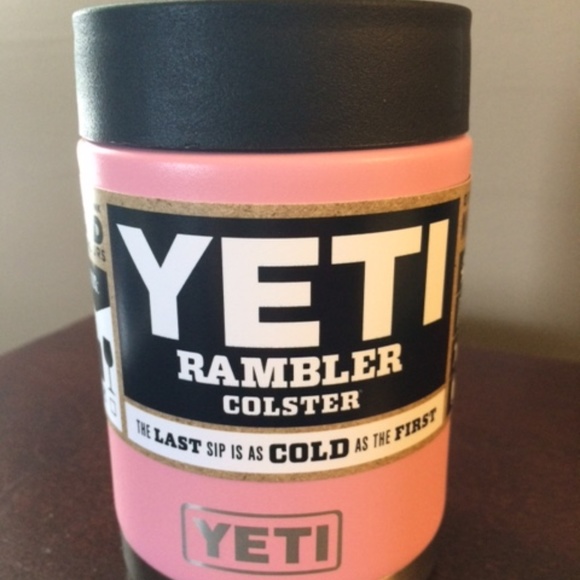 YETI
RAMBLER
COLSTER
THE LAST SIP IS AS COLD AS THE FIRST
YETI